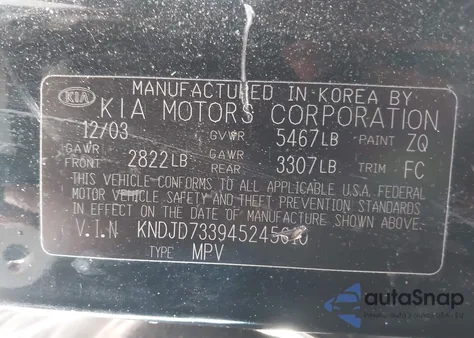 MANUFACTURED IN KOREA BY
KIA KIA MOTORS CORPORATION
12/03 GVWR 5467LB PAINT ZQ
GAWR FRONT 2822LB GAWR REAR 3307LB TRIM FC
THIS VEHICLE CONFORMS TO ALL APPLICABLE U.S.A. FEDERAL
MOTOR VEHICLE SAFETY AND THEFT PREVENTION STANDARDS
IN EFFECT ON THE DATE OF MANUFACTURE SHOWN ABOVE.
V.I.N
TYPE MPV
autoSnap